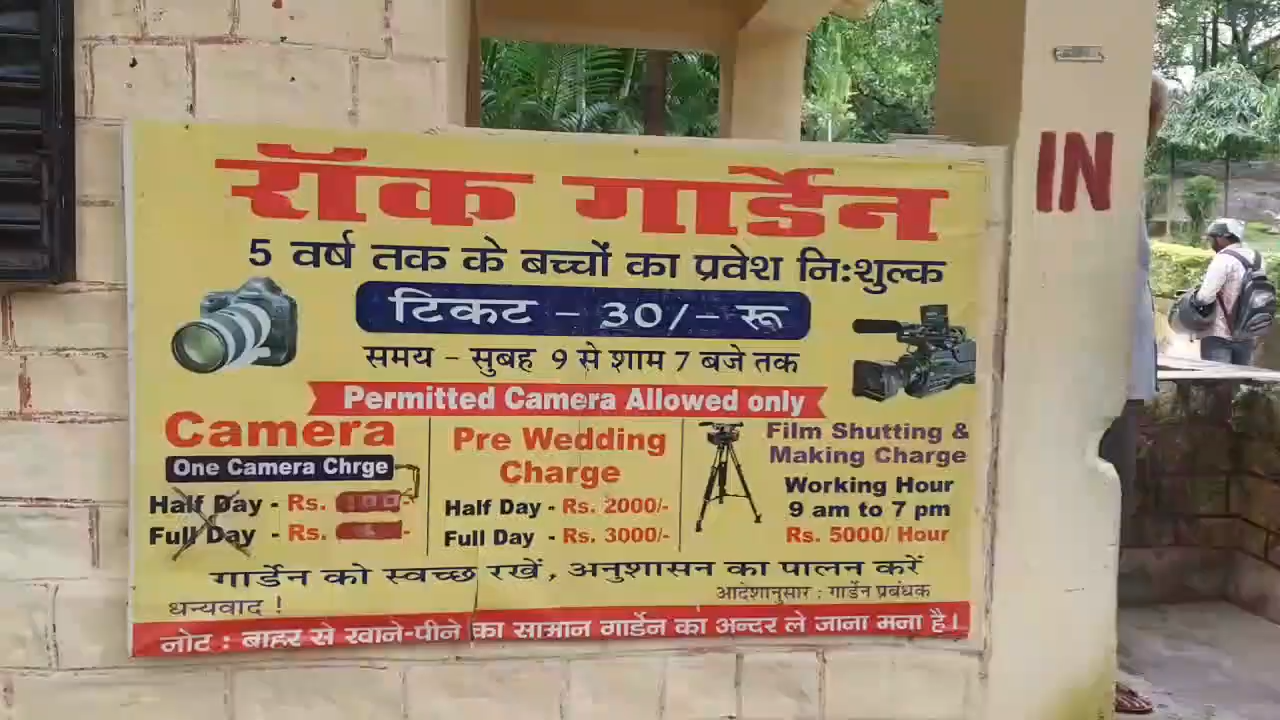 रॉक गार्डेन
5 वर्ष तक के बच्चों का प्रवेश नि:शुल्क
टिकट - 30/- रू
समय - सुबह 9 से शाम 7 बजे तक
Permitted Camera Allowed only
Camera
One Camera Chrge
Half Day - Rs.
Full Day - Rs.
Pre Wedding
Charge
Half Day - Rs. 2000/-
Full Day - Rs. 3000/-
Film Shutting &
Making Charge
Working Hour
9 am to 7 pm
Rs. 5000/ Hour
गार्डेन को स्वच्छ रखें, अनुशासन का पालन करें
धन्यवाद !
आदेशानुसार : गार्डेन प्रबंधक
नोट : बाहर से खाने-पीने का सामान गार्डेन का अन्दर ले जाना मना है।
IN